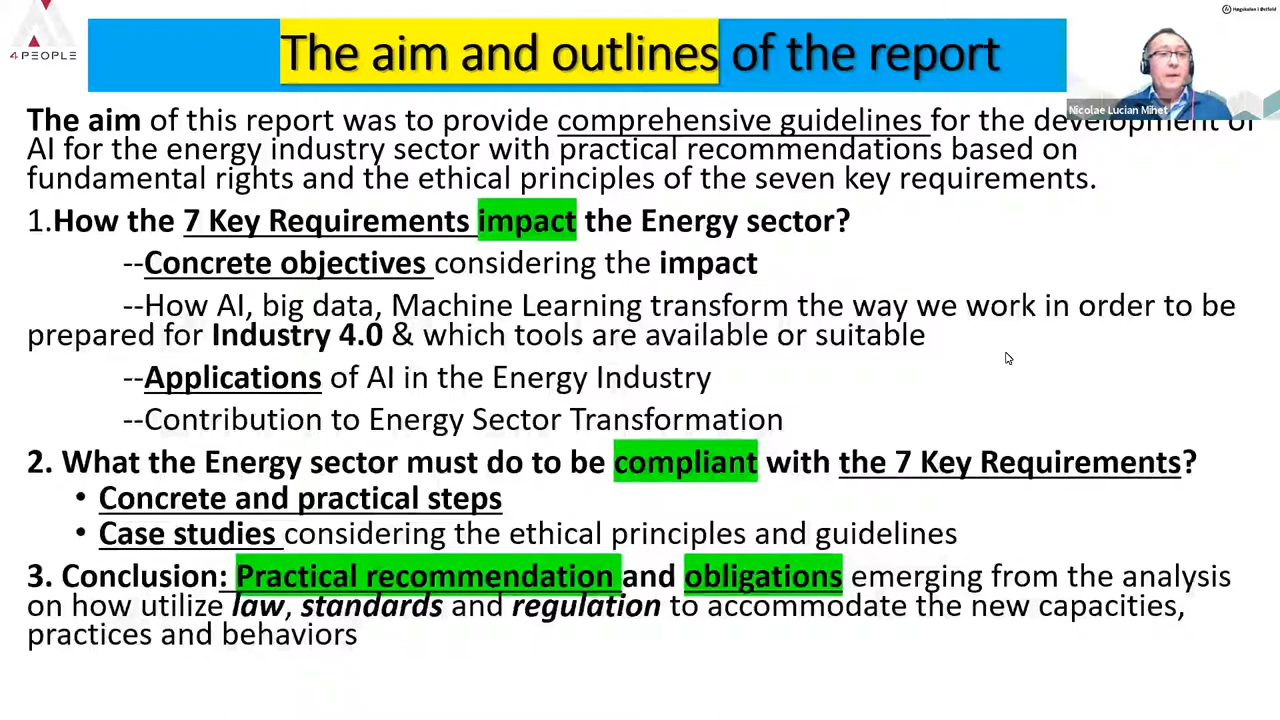 Høgskolen i Østfold
4PEOPLE
The aim and outlines of the report
Nicolae Lucian Mihet
The aim of this report was to provide comprehensive guidelines for the development of
AI for the energy industry sector with practical recommendations based on
fundamental rights and the ethical principles of the seven key requirements.
1.How the 7 Key Requirements impact the Energy sector?
--Concrete objectives considering the impact
--How AI, big data, Machine Learning transform the way we work in order to be
prepared for Industry 4.0 & which tools are available or suitable
--Applications of AI in the Energy Industry
--Contribution to Energy Sector Transformation
2. What the Energy sector must do to be compliant with the 7 Key Requirements?
• Concrete and practical steps
• Case studies considering the ethical principles and guidelines
3. Conclusion: Practical recommendation and obligations emerging from the analysis
on how utilize law, standards and regulation to accommodate the new capacities,
practices and behaviors